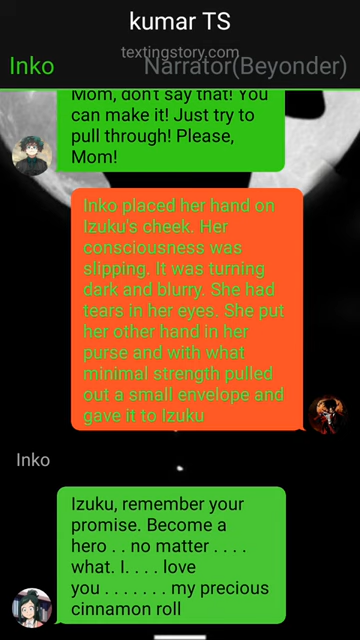 kumar TS
textingstory.com
Inko
Narrator(Beyonder)
Mom, don't say that! You
can make it! Just try to
pull through! Please,
Mom!
Inko placed her hand on
Izuku's cheek. Her
consciousness was
slipping. It was turning
dark and blurry. She had
tears in her eyes. She put
her other hand in her
purse and with what
minimal strength pulled
out a small envelope and
gave it to Izuku
Inko
Izuku, remember your
promise. Become a
hero . . no matter . . . .
what. I. . . . love
you . . . . . . . my precious
cinnamon roll